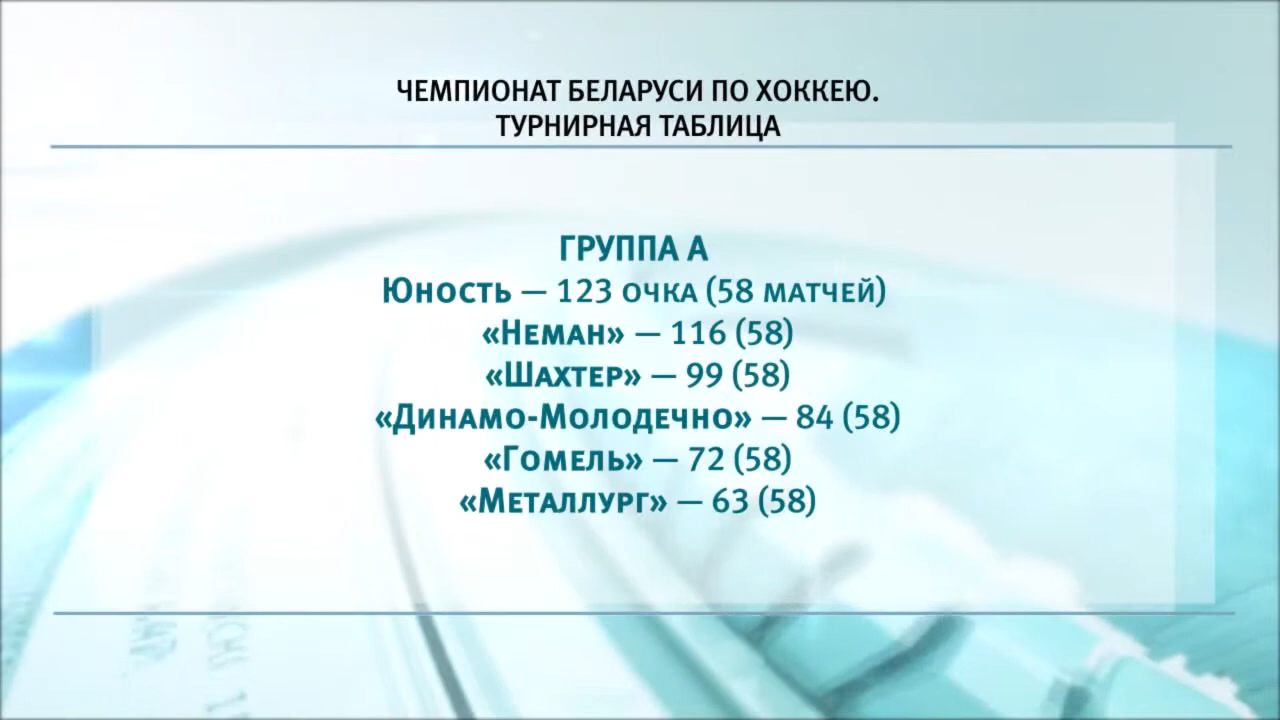 ЧЕМПИОНАТ БЕЛАРУСИ ПО ХОККЕЮ.
ТУРНИРНАЯ ТАБЛИЦА
ГРУППА А
Юность — 123 очка (58 матчей)
«Неман» — 116 (58)
«Шахтер» — 99 (58)
«Динамо-Молодечно» — 84 (58)
«Гомель» — 72 (58)
«Металлург» — 63 (58)